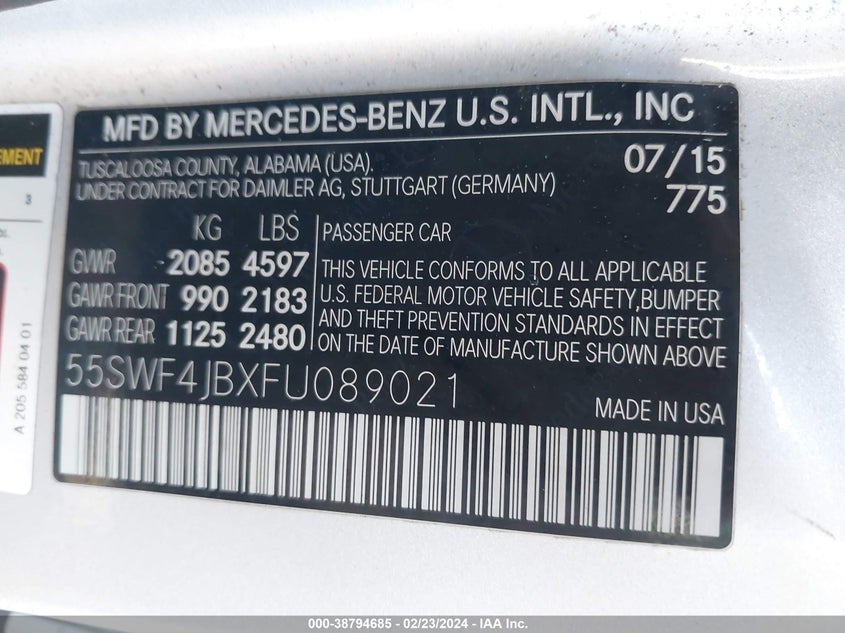 MFD BY MERCEDES-BENZ U.S. INTL., INC
TUSCALOOSA COUNTY, ALABAMA (USA).
UNDER CONTRACT FOR DAIMLER AG, STUTTGART (GERMANY)
07/15
775
KG LBS
GVWR 2085 4597
GAWR FRONT 990 2183
GAWR REAR 1125 2480
PASSENGER CAR
THIS VEHICLE CONFORMS TO ALL APPLICABLE
U.S. FEDERAL MOTOR VEHICLE SAFETY, BUMPER
AND THEFT PREVENTION STANDARDS IN EFFECT
ON THE DATE OF MANUFACTURE SHOWN ABOVE
55SWF4JBXFU089021
MADE IN USA
EMENT
3
A 205 584 04 01
000-38794685 - 02/23/2024 - IAA Inc.